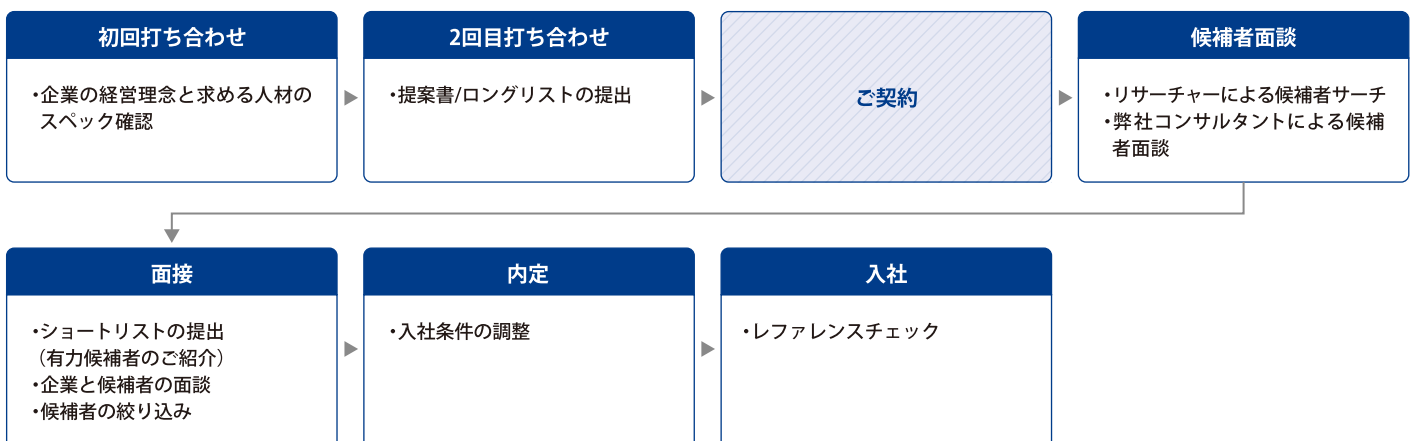 初回打ち合わせ
・企業の経営理念と求める人材の
スペック確認
2回目打ち合わせ
・提案書/ロングリストの提出
ご契約
候補者面談
・リサーチャーによる候補者サーチ
・弊社コンサルタントによる候補
者面談
面接
・ショートリストの提出
（有力候補者のご紹介）
・企業と候補者の面談
・候補者の絞り込み
内定
・入社条件の調整
入社
・レファレンスチェック